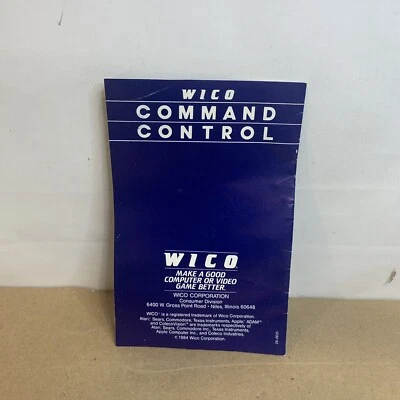 WICO
COMMAND
CONTROL
WICO
MAKE A GOOD
COMPUTER OR VIDEO
GAME BETTER.
WICO CORPORATION
Consumer Division
6400 W. Gross Point Road • Niles, Illinois 60648
WICO® is a registered trademark of Wico Corporation.
Atari, Sears, Commodore, Texas Instruments, Apple, ADAM™
and ColecoVision™ are trademarks respectively of
Atari, Sears, Commodore Inc., Texas Instruments,
Apple Computer Inc., and Coleco Industries.
© 1984 Wico Corporation